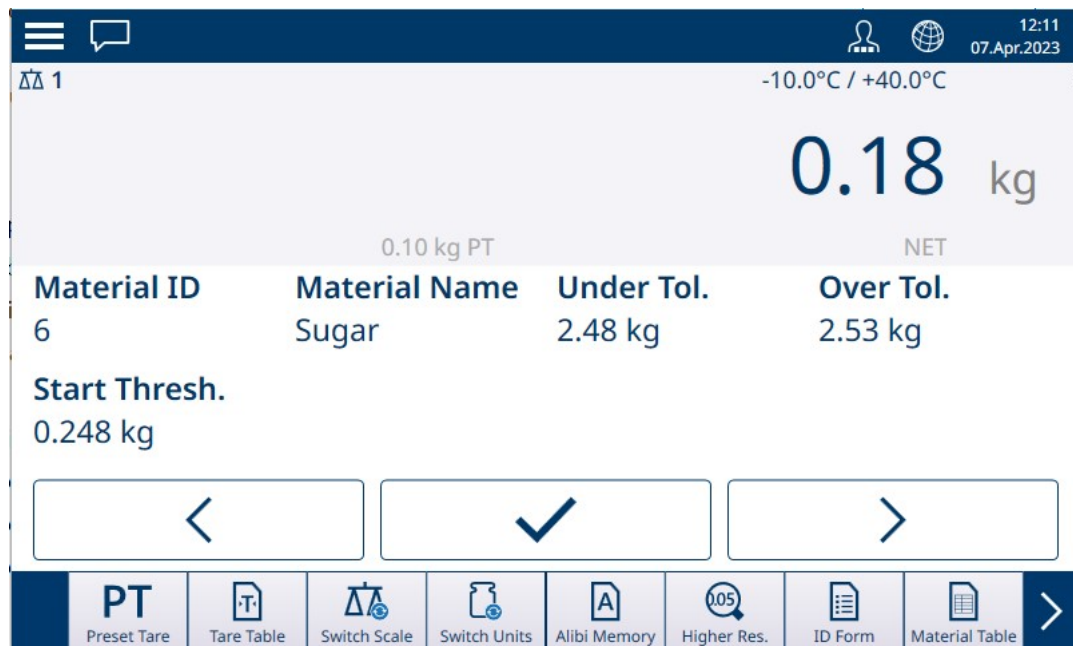 12:11
07.Apr.2023
1
-10.0°C / +40.0°C
0.18 kg
0.10 kg PT
NET
Material ID Material Name Under Tol. Over Tol.
6 Sugar 2.48 kg 2.53 kg
Start Thresh.
0.248 kg
PT T A 0.05
Preset Tare Tare Table Switch Scale Switch Units Alibi Memory Higher Res. ID Form Material Table